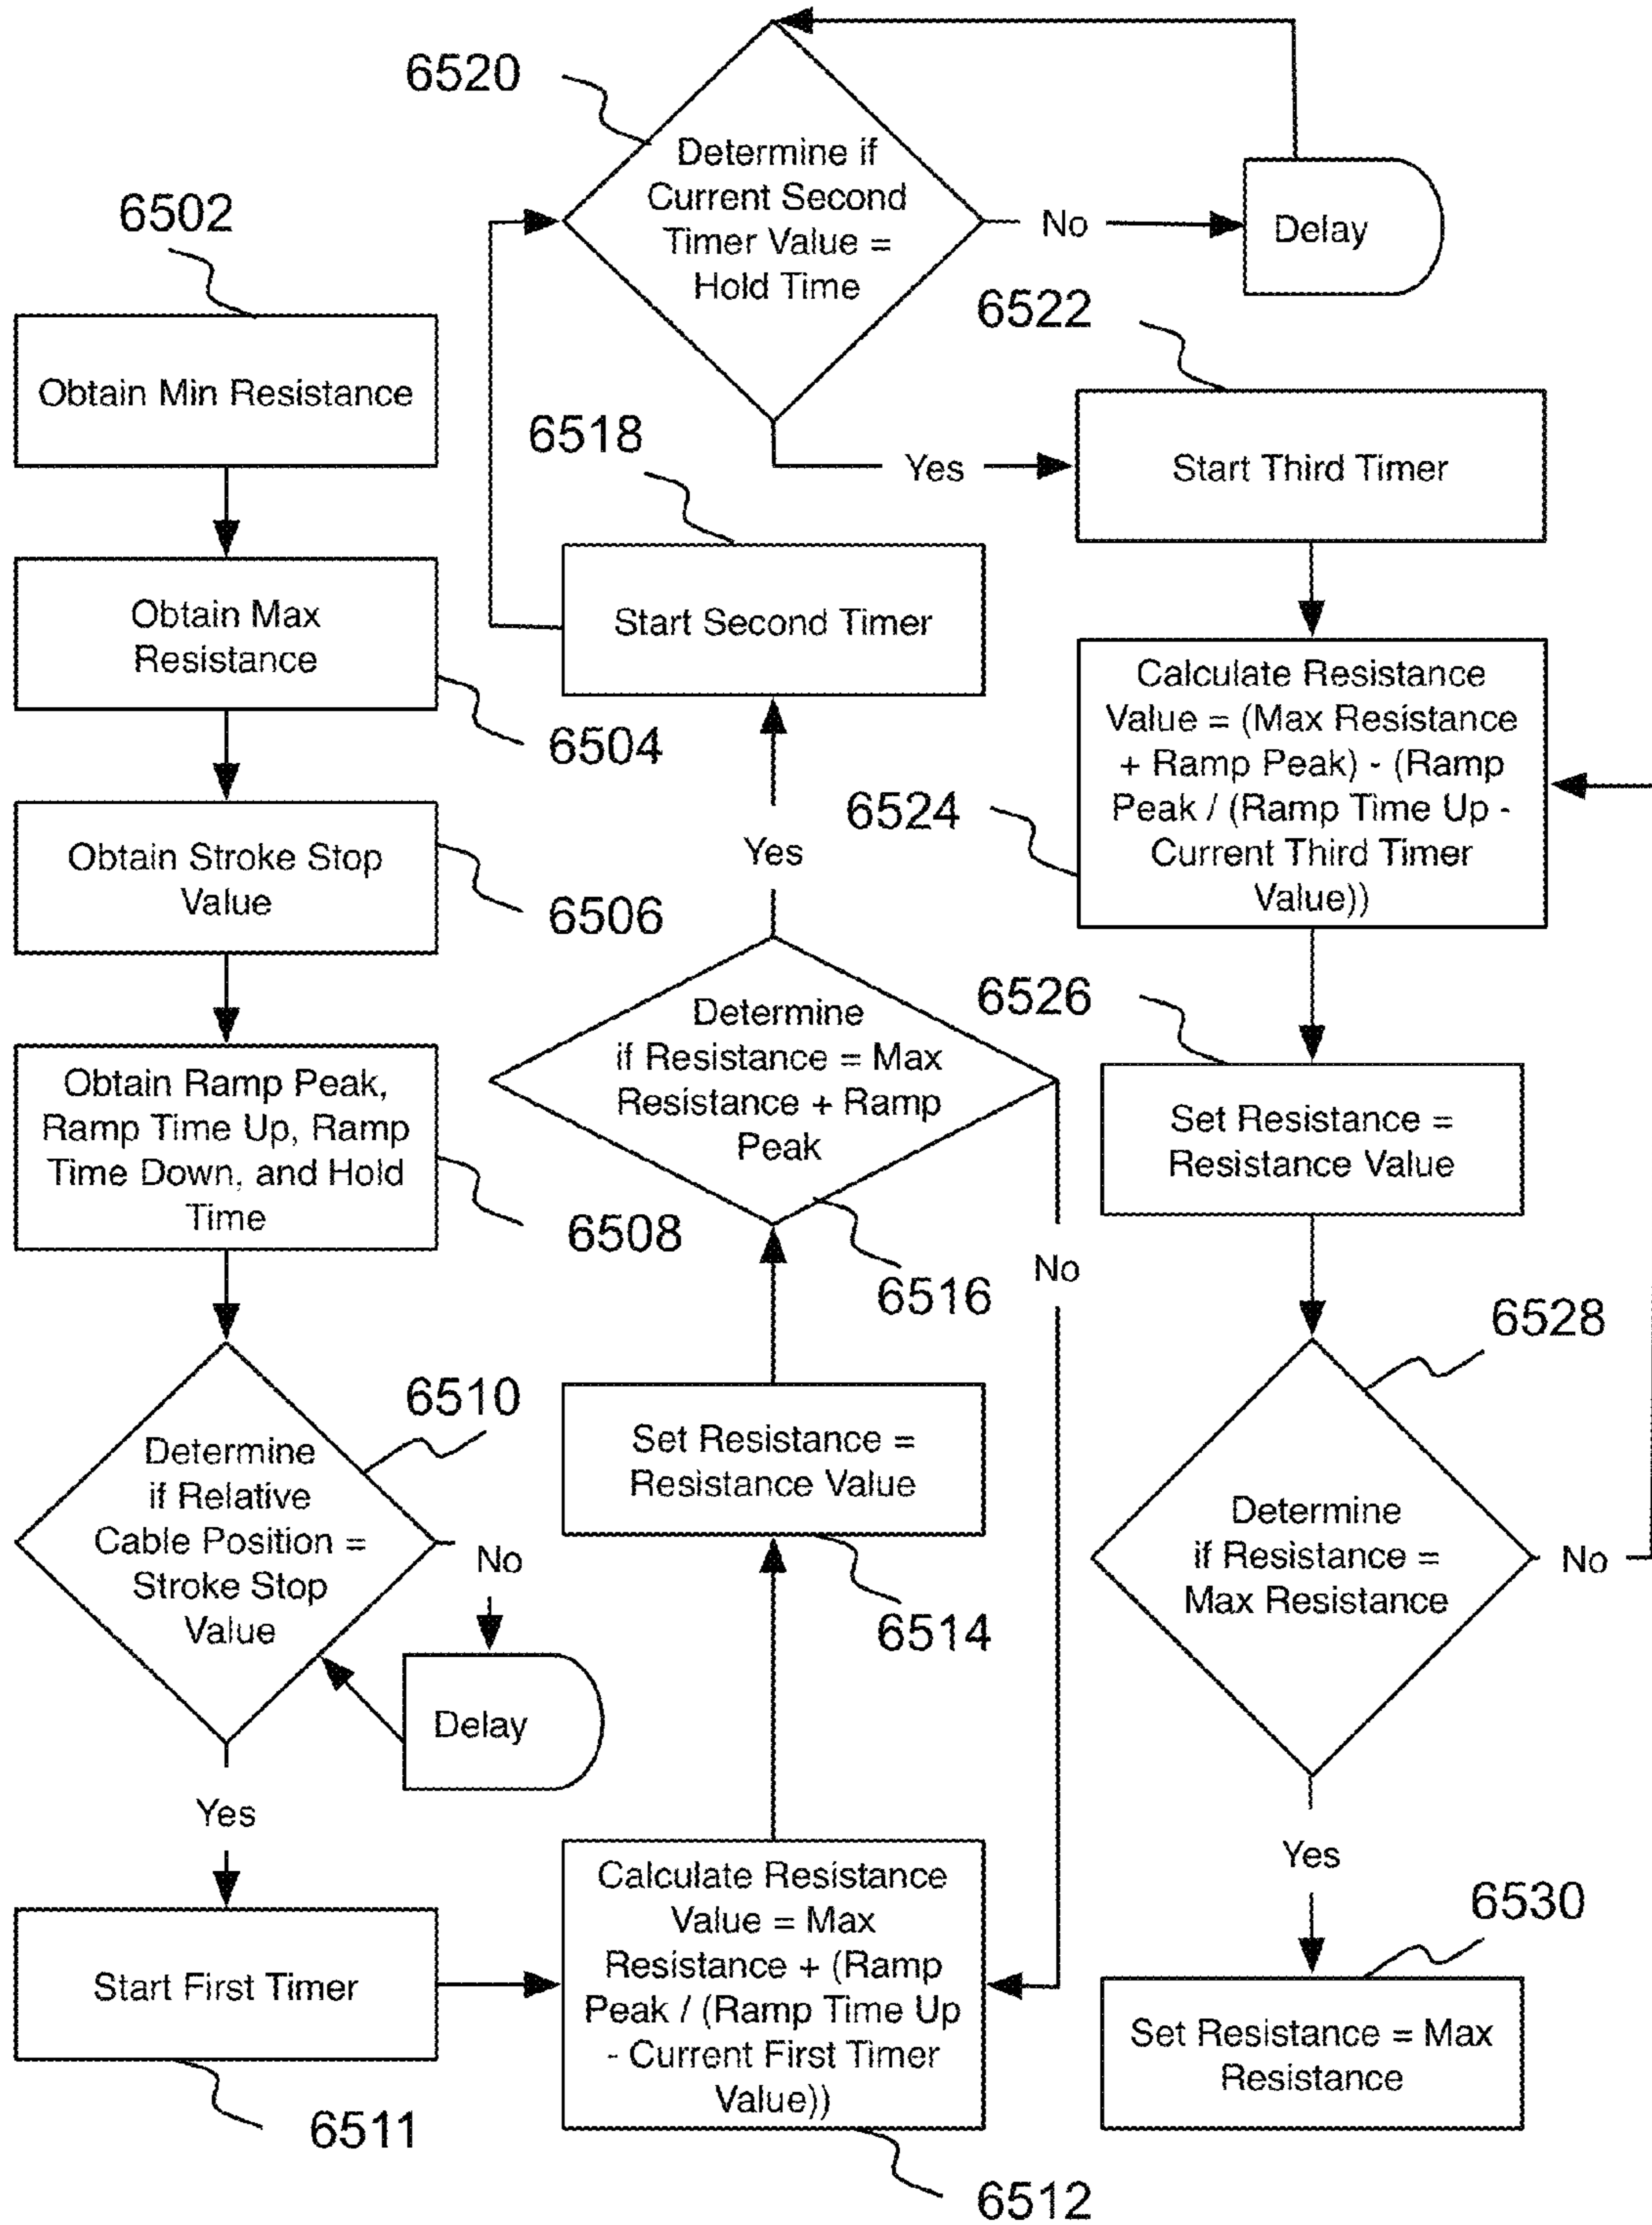 6502
Obtain Min Resistance
Obtain Max
Resistance
6504
Obtain Stroke Stop
Value
6506
Obtain Ramp Peak,
Ramp Time Up, Ramp
Time Down, and Hold
Time
6508
6510
Determine
if Relative
Cable Position =
Stroke Stop
Value
No
Delay
Yes
Start First Timer
6511
Calculate Resistance
Value = Max
Resistance + (Ramp
Peak / (Ramp Time Up
- Current First Timer
Value))
6512
Set Resistance =
Resistance Value
6514
Determine
if Resistance = Max
Resistance + Ramp
Peak
6516
No
Yes
6518
Start Second Timer
6520
Determine if
Current Second
Timer Value =
Hold Time
No
Delay
Yes
6522
Start Third Timer
Calculate Resistance
Value = (Max Resistance
+ Ramp Peak) - (Ramp
Peak / (Ramp Time Up -
Current Third Timer
Value))
6524
6526
Set Resistance =
Resistance Value
6528
Determine
if Resistance =
Max Resistance
No
Yes
6530
Set Resistance = Max
Resistance